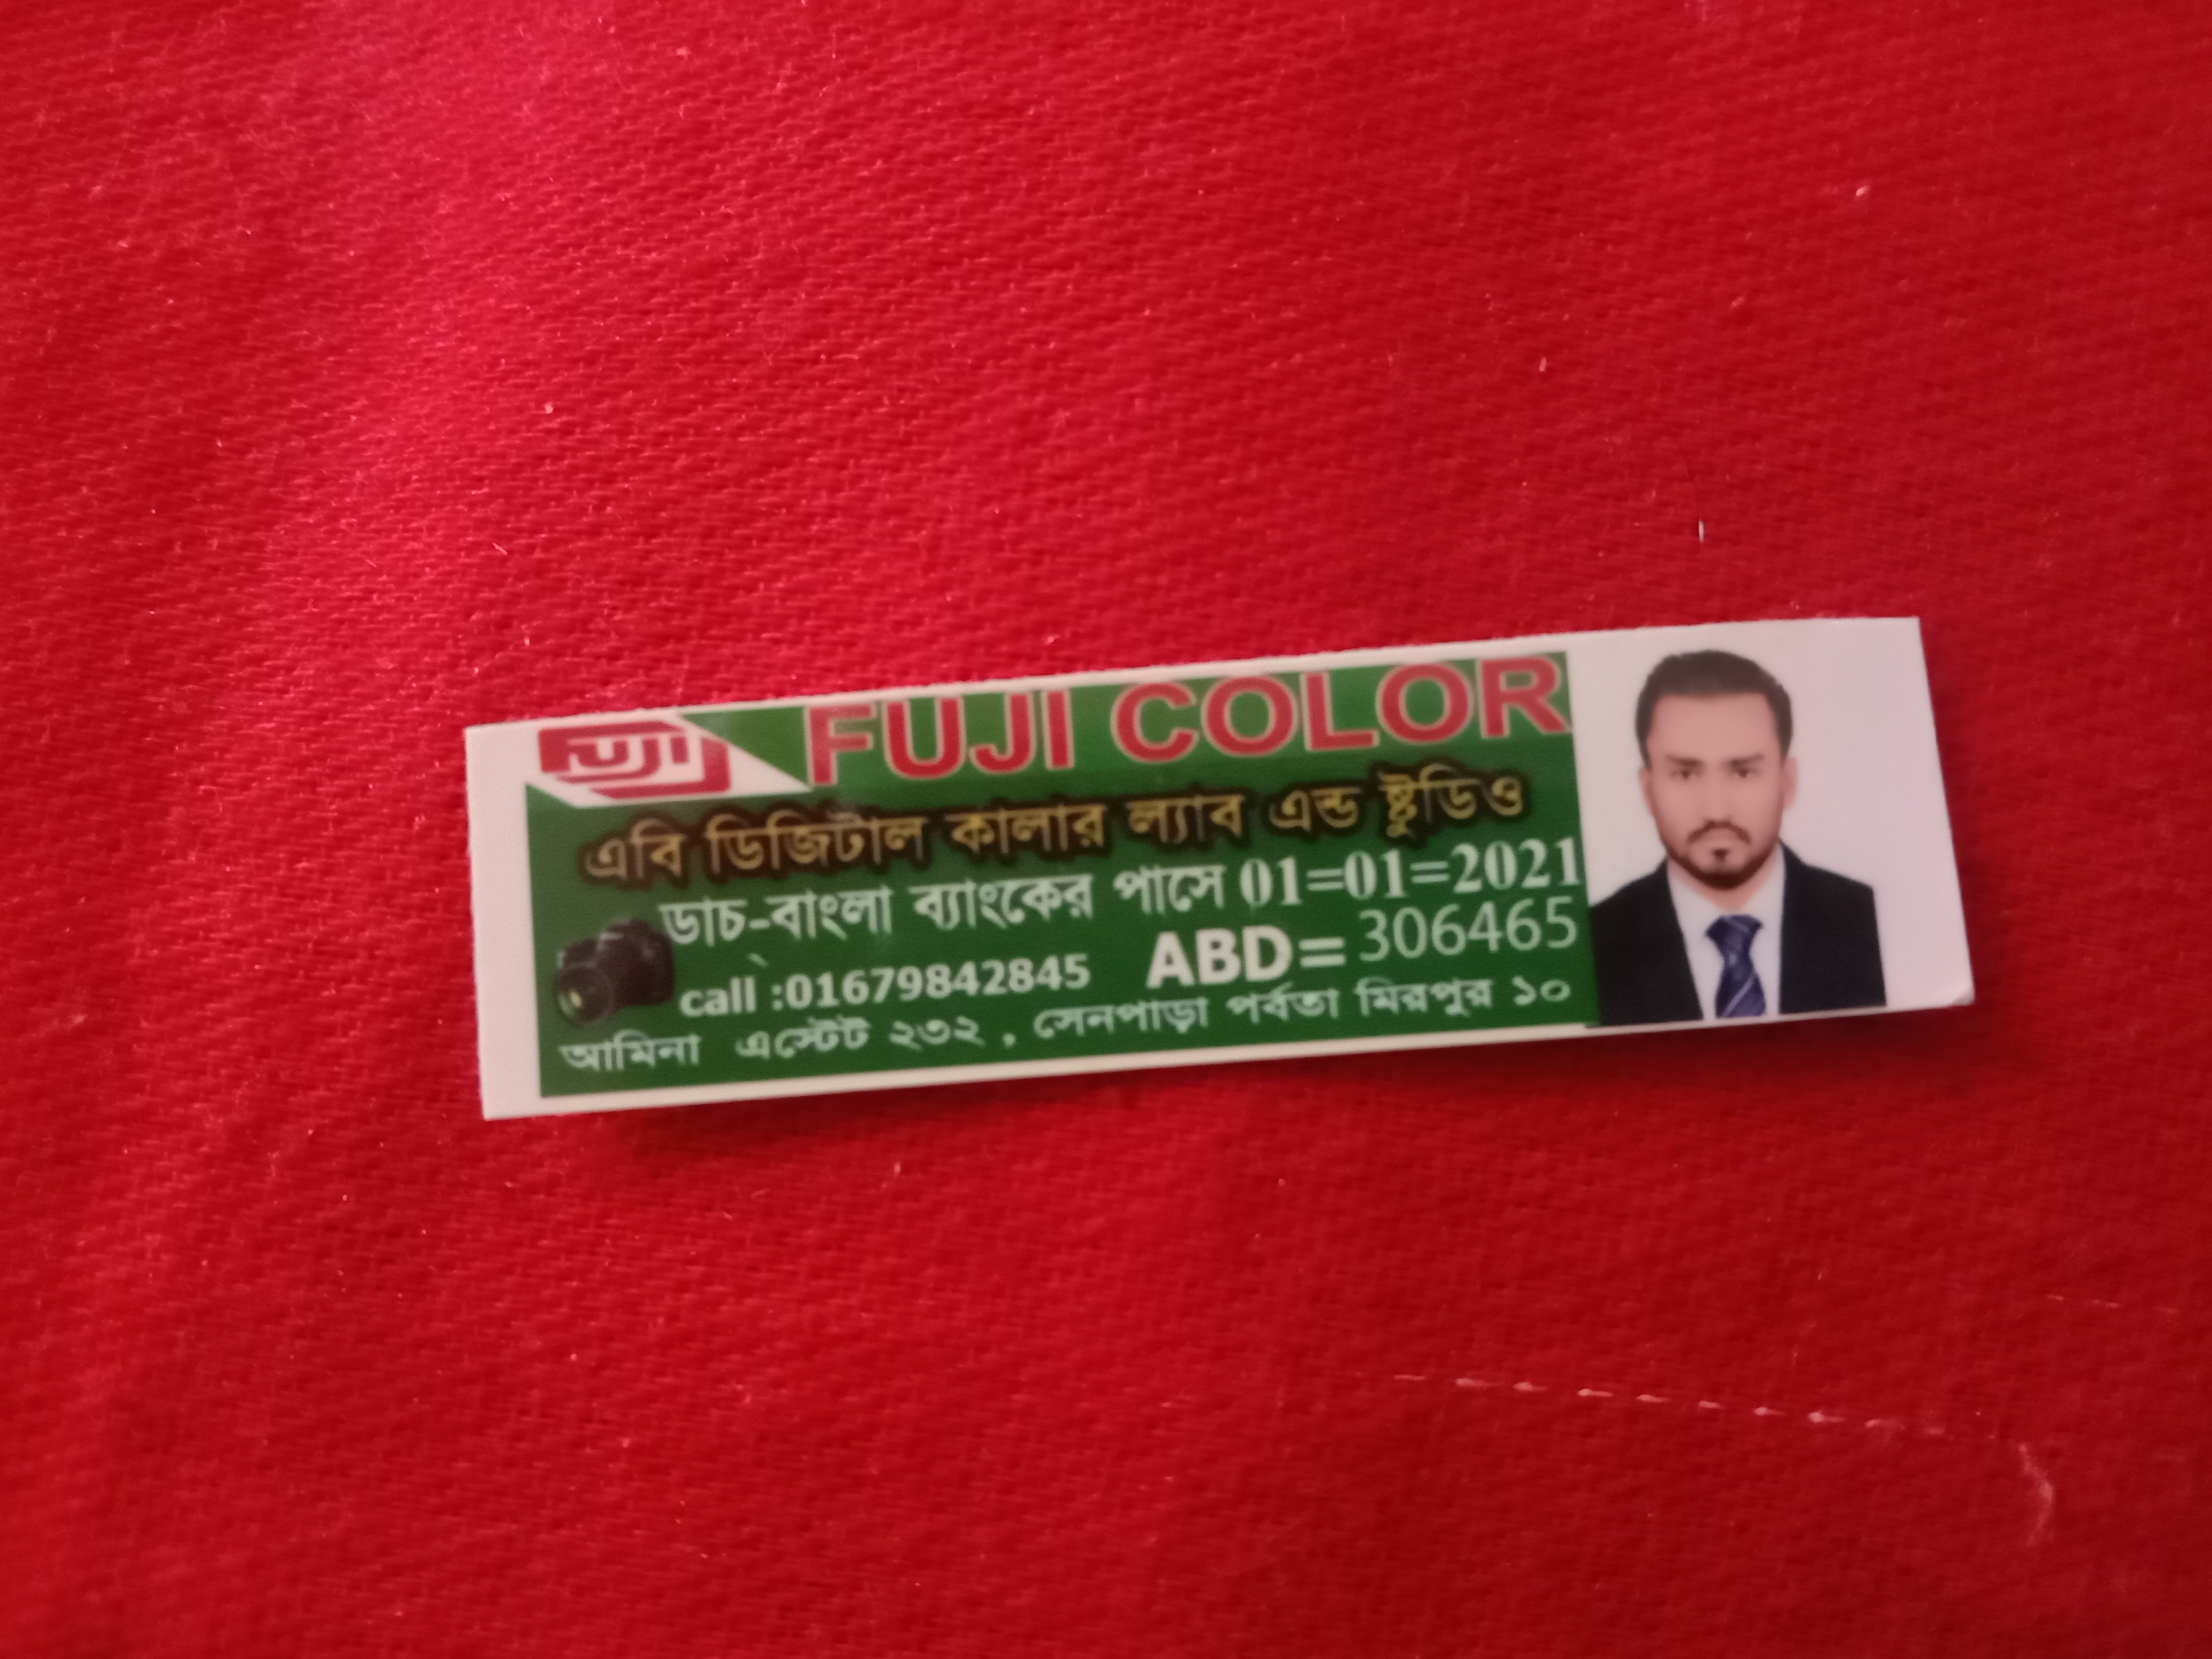 FUJI FUJI COLOR
এবি ডিজিটাল কালার ল্যাব এন্ড ষ্টুডিও
ডাচ-বাংলা ব্যাংকের পাসে 01=01=2021
call :01679842845 ABD=306465
আমিনা এস্টেট ২৩২ , সেনপাড়া পর্বতা মিরপুর ১০